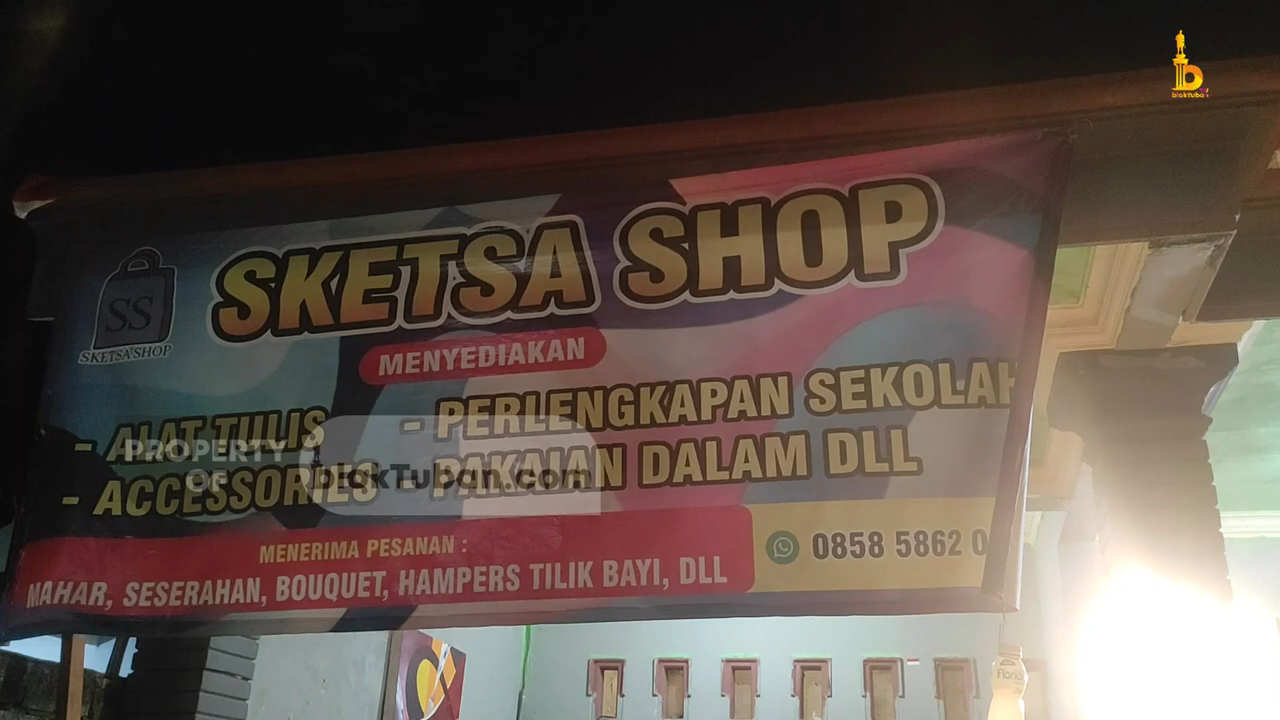 bloktuban
SKETSA SHOP
SS
SKETSA SHOP
MENYEDIAKAN
- ALAT TULIS
- PERLENGKAPAN SEKOLAH
- ACCESSORIES
- PAKAIAN DALAM DLL
PROPERTY OF
blokTuban.com
MENERIMA PESANAN :
MAHAR, SESERAHAN, BOUQUET, HAMPERS TILIK BAYI, DLL
0858 5862 0
Floridina